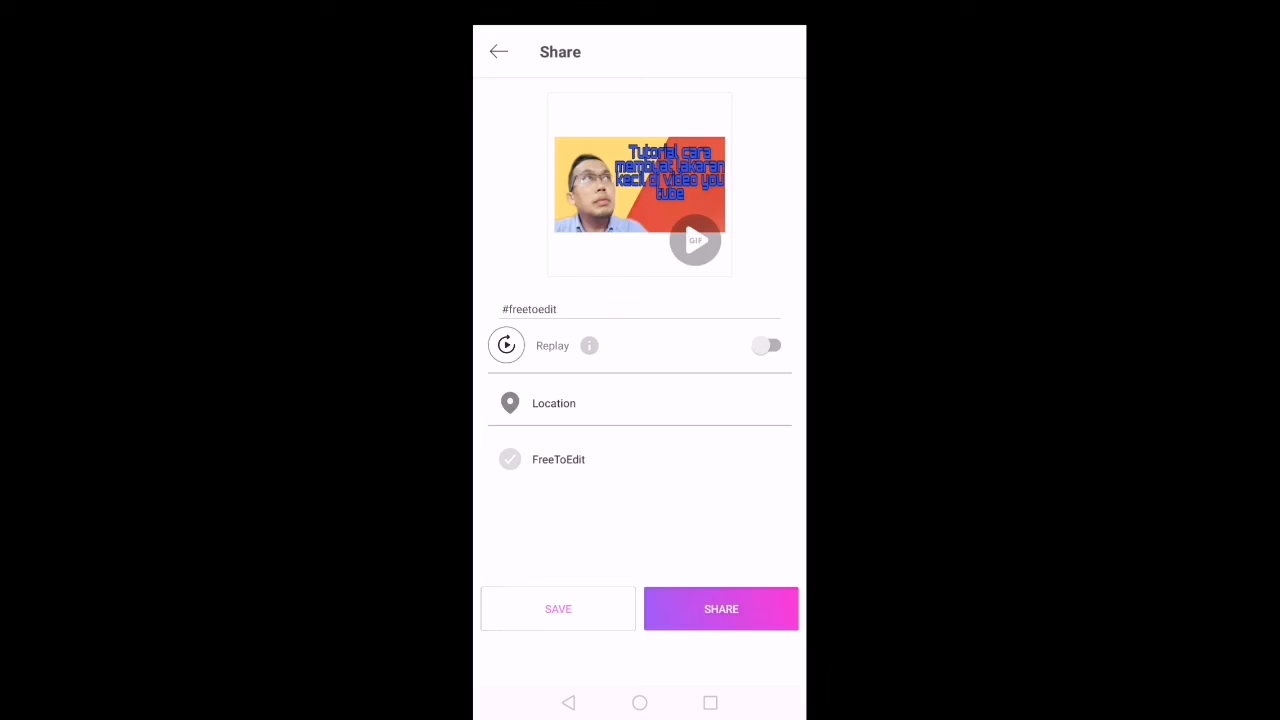 Share
Tutorial cara
membuat lakaran
kecil di video you
tube
GIF
#freetoedit
Replay
Location
FreeToEdit
SAVE
SHARE